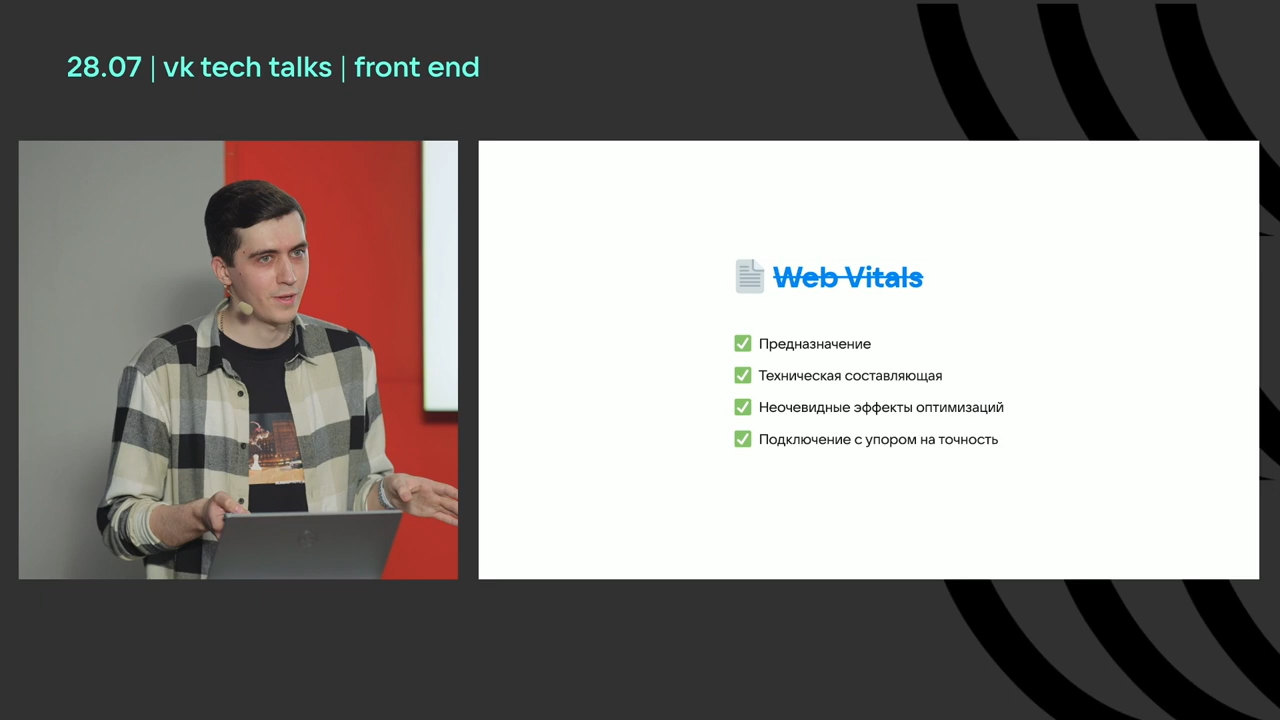 28.07 | vk tech talks | front end
Web Vitals
Предназначение
Техническая составляющая
Неочевидные эффекты оптимизаций
Подключение с упором на точность